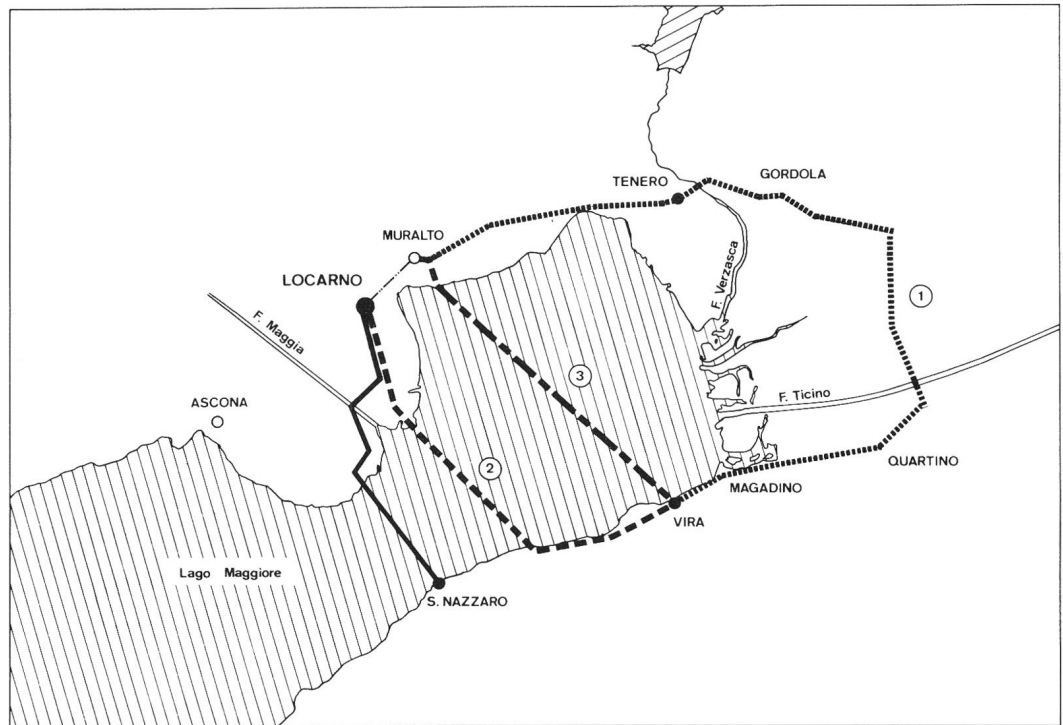 TENERO
GORDOLA
MURALTO
LOCARNO
F. Verzasca
1
F. Maggia
3
ASCONA
F. Ticino
2
QUARTINO
MAGADINO
VIRA
Lago Maggiore
S. NAZZARO